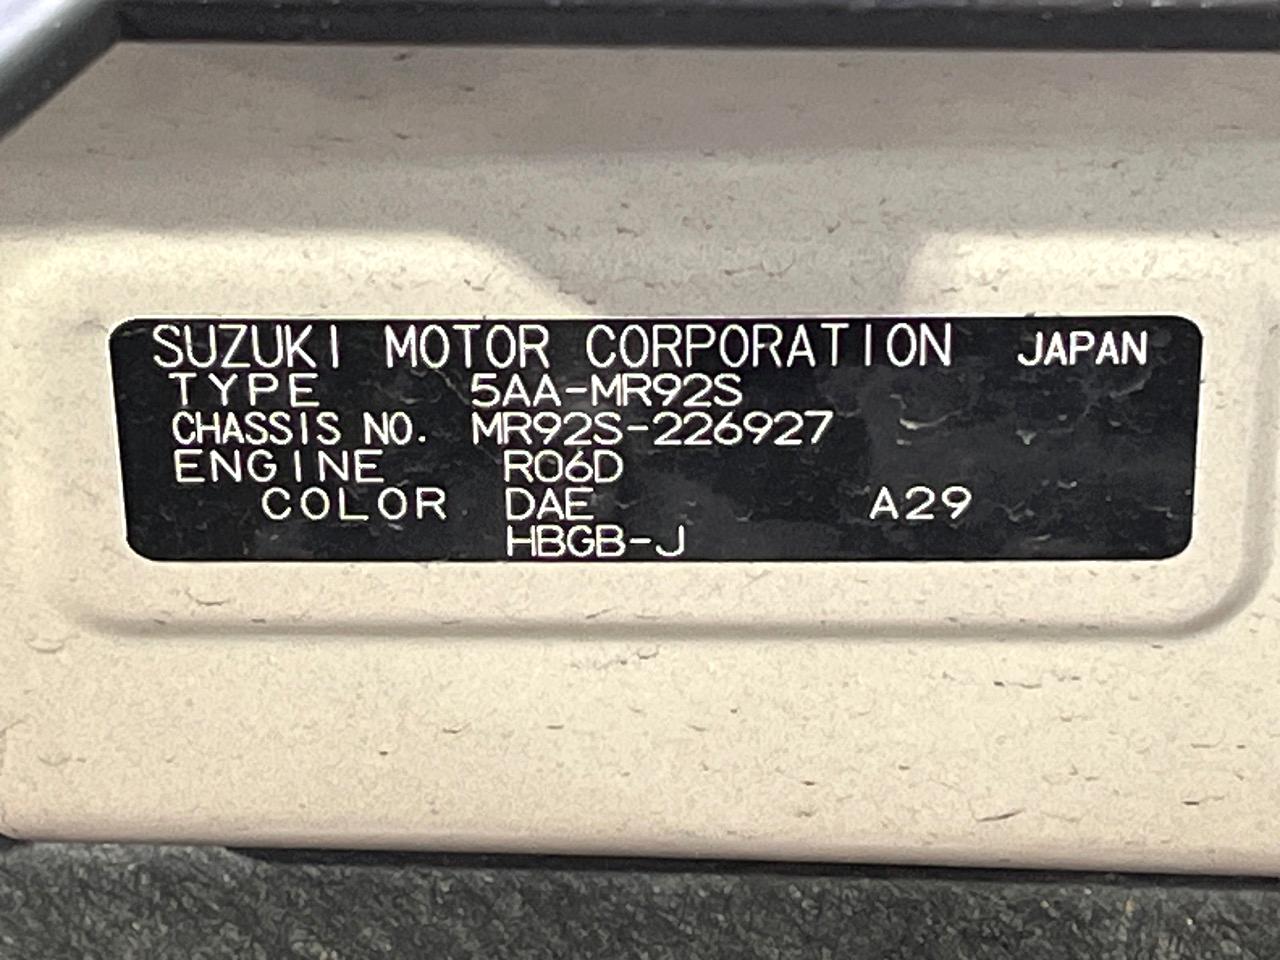 SUZUKI MOTOR CORPORATION JAPAN
TYPE 5AA-MR92S
CHASSIS NO. MR92S-226927
ENGINE R06D
COLOR DAE A29
HBGB-J